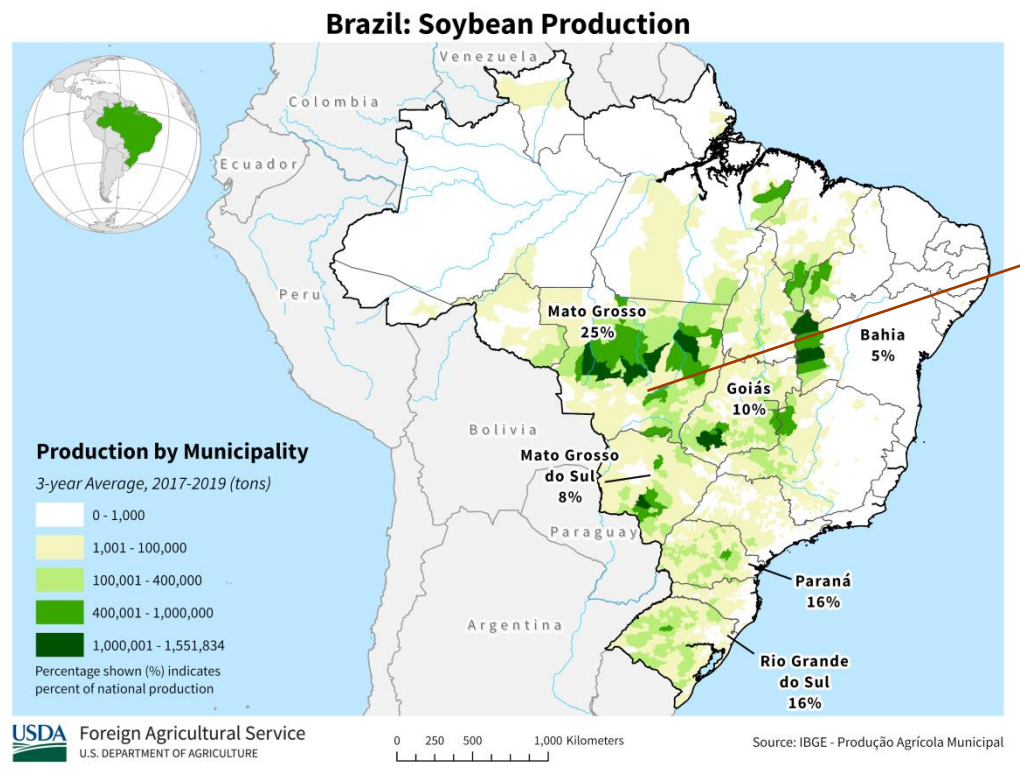 Brazil: Soybean Production
Venezuela
Colombia
Ecuador
Peru
Mato Grosso
25%
Bahia
5%
Goiás
10%
Bolivia
Mato Grosso
do Sul
8%
Paraguay
Paraná
16%
Argentina
Rio Grande
do Sul
16%
Production by Municipality
3-year Average, 2017-2019 (tons)
0 - 1,000
1,001 - 100,000
100,001 - 400,000
400,001 - 1,000,000
1,000,001 - 1,551,834
Percentage shown (%) indicates
percent of national production
USDA
Foreign Agricultural Service
U.S. DEPARTMENT OF AGRICULTURE
0 250 500 1,000 Kilometers
Source: IBGE - Produção Agrícola Municipal